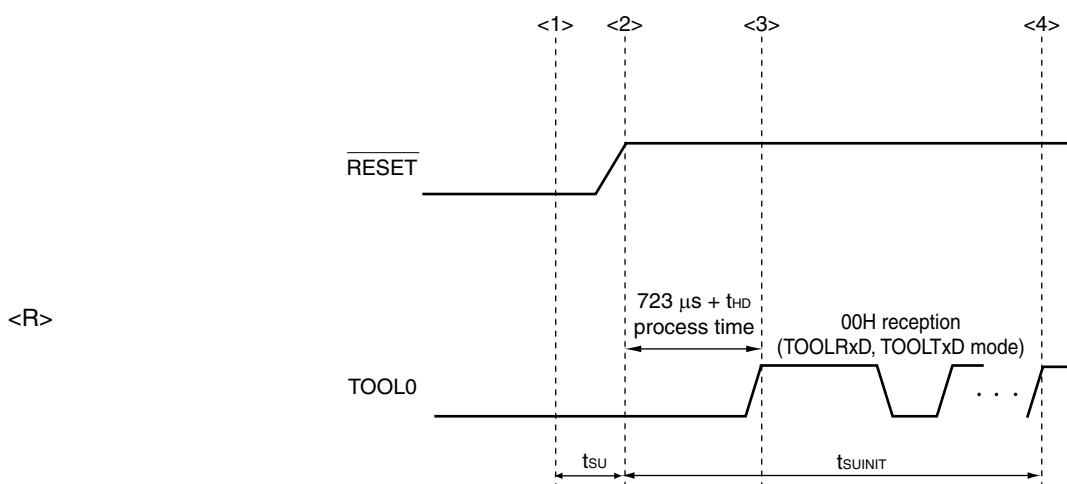 <1> <2> <3> <4>
RESET
<R>
723 μs + tHD
process time
00H reception
(TOOLRxD, TOOLTxD mode)
TOOL0
. . .
tSU
tSUINIT